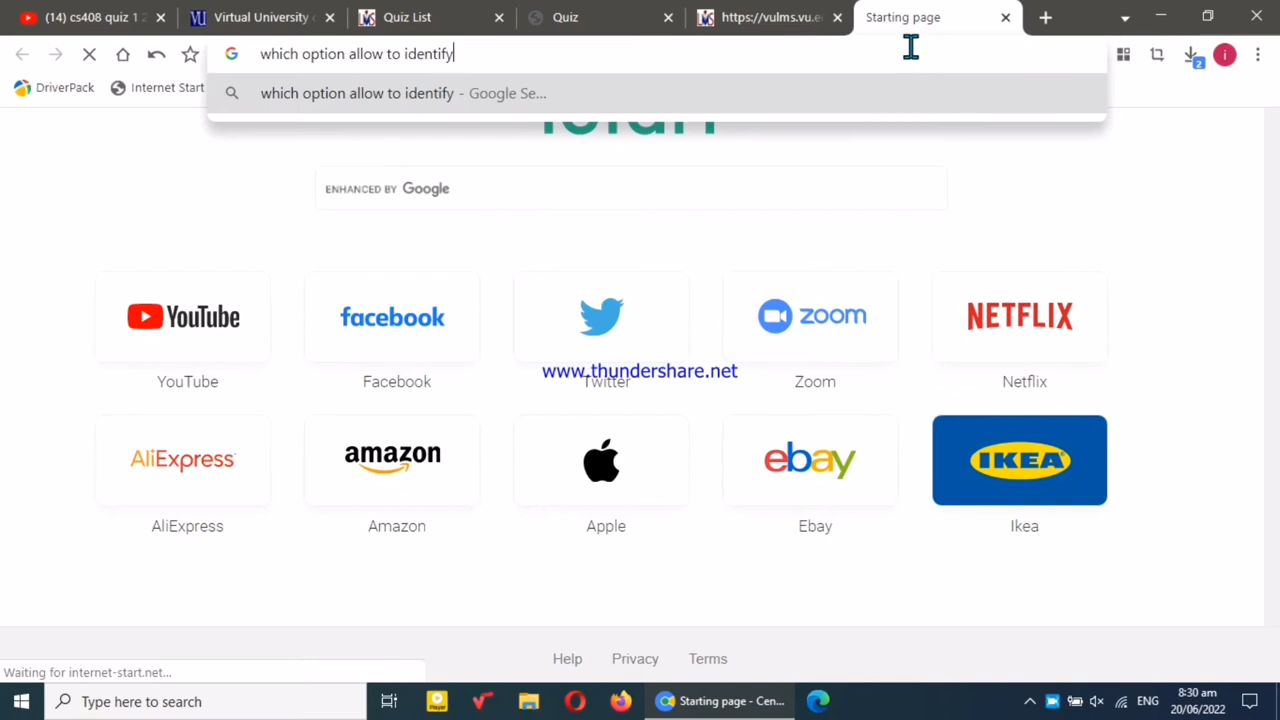 (14) cs408 quiz 1 2
Virtual University o
Quiz List
Quiz
https://vulms.vu.e
Starting page
which option allow to identify
which option allow to identify - Google Se...
2
i
DriverPack
Internet Start
ENHANCED BY Google
YouTube
facebook
zoom
NETFLIX
www.thundershare.net
YouTube
Facebook
Twitter
Zoom
Netflix
AliExpress
amazon
ebay
IKEA
AliExpress
Amazon
Apple
Ebay
Ikea
Help
Privacy
Terms
Waiting for internet-start.net...
Type here to search
Player
Starting page - Cen...
ENG
8:30 am
20/06/2022